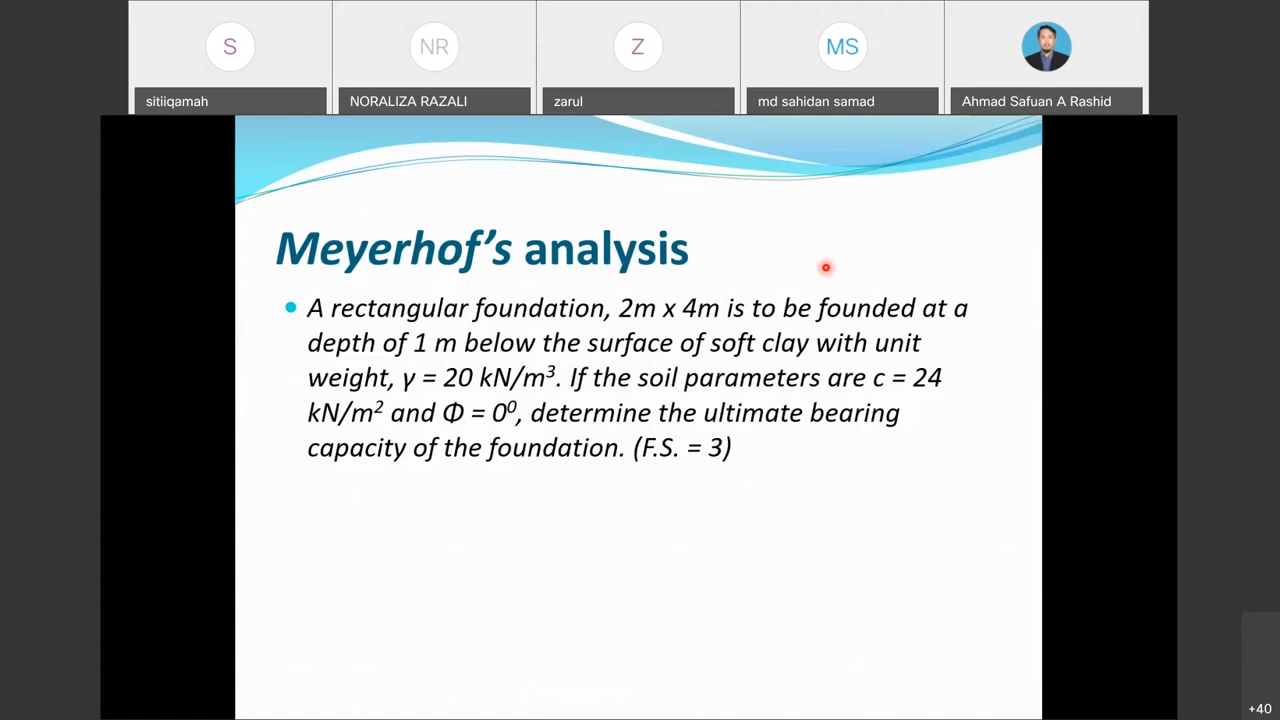 S
NR
Z
MS
sitiiqamah
NORALIZA RAZALI
zarul
md sahidan samad
Ahmad Safuan A Rashid
Meyerhof's analysis
• A rectangular foundation, 2m x 4m is to be founded at a
depth of 1 m below the surface of soft clay with unit
weight, γ = 20 kN/m³. If the soil parameters are c = 24
kN/m² and Φ = 0⁰, determine the ultimate bearing
capacity of the foundation. (F.S. = 3)
+40